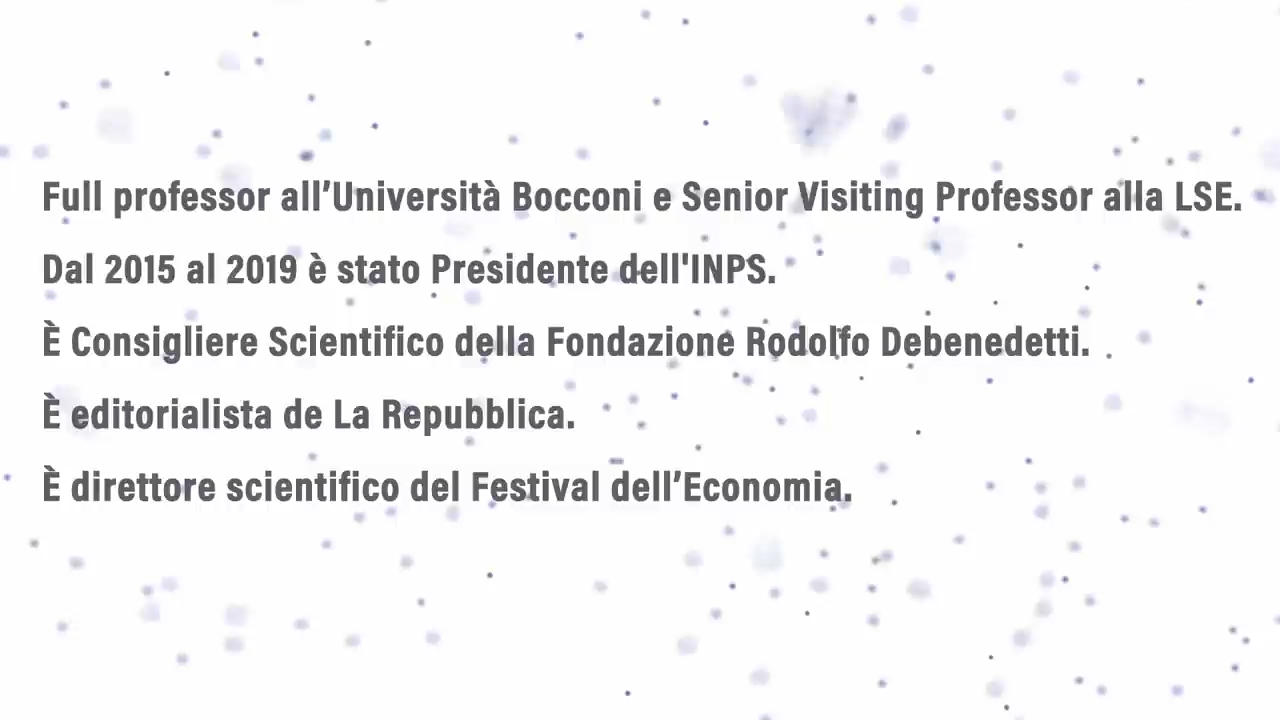 Full professor all’Università Bocconi e Senior Visiting Professor alla LSE.
Dal 2015 al 2019 è stato Presidente dell'INPS.
È Consigliere Scientifico della Fondazione Rodolfo Debenedetti.
È editorialista de La Repubblica.
È direttore scientifico del Festival dell’Economia.